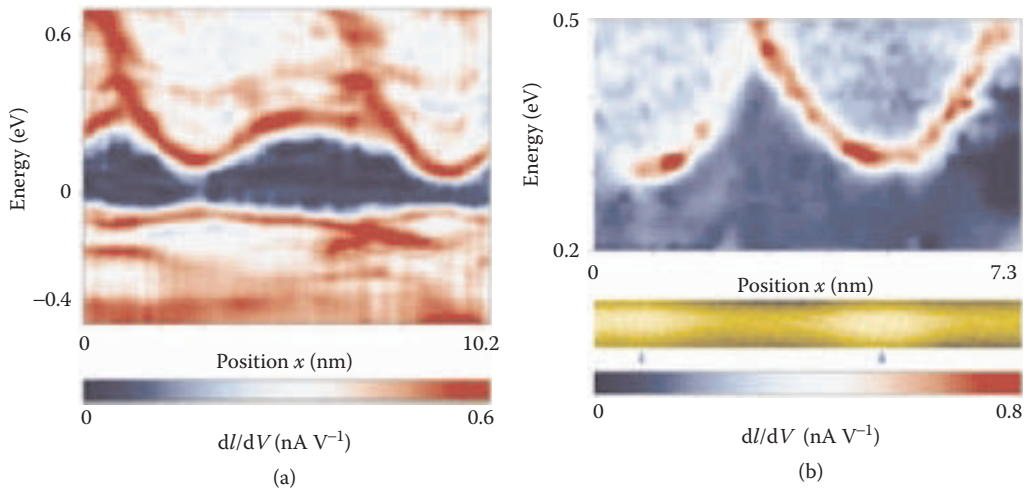 0.6
0
−0.4
Energy (eV)
0
10.2
Position x (nm)
0
0.6
dI/dV (nA V⁻¹)
(a)
0.5
0.2
Energy (eV)
0
7.3
Position x (nm)
0
0.8
dI/dV (nA V⁻¹)
(b)